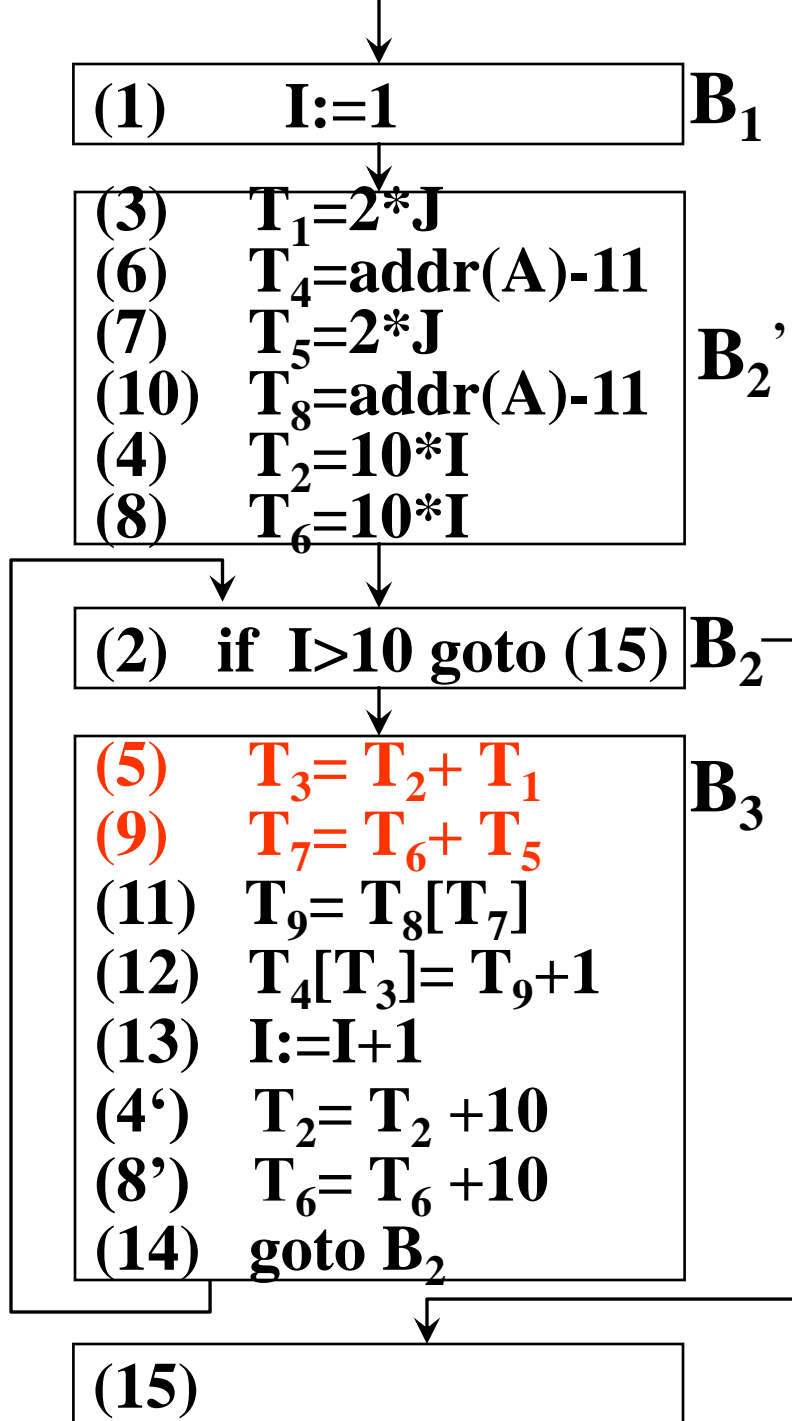 (1) I:=1 B₁
(3) T₁=2*J
(6) T₄=addr(A)-11
(7) T₅=2*J
B₂’
(10) T₈=addr(A)-11
(4) T₂=10*I
(8) T₆=10*I
(2) if I>10 goto (15) B₂
(5) T₃= T₂+ T₁
B₃
(9) T₇= T₆+ T₅
(11) T₉= T₈[T₇]
(12) T₄[T₃]= T₉+1
(13) I:=I+1
(4‘) T₂= T₂ +10
(8’) T₆= T₆ +10
(14) goto B₂
(15)